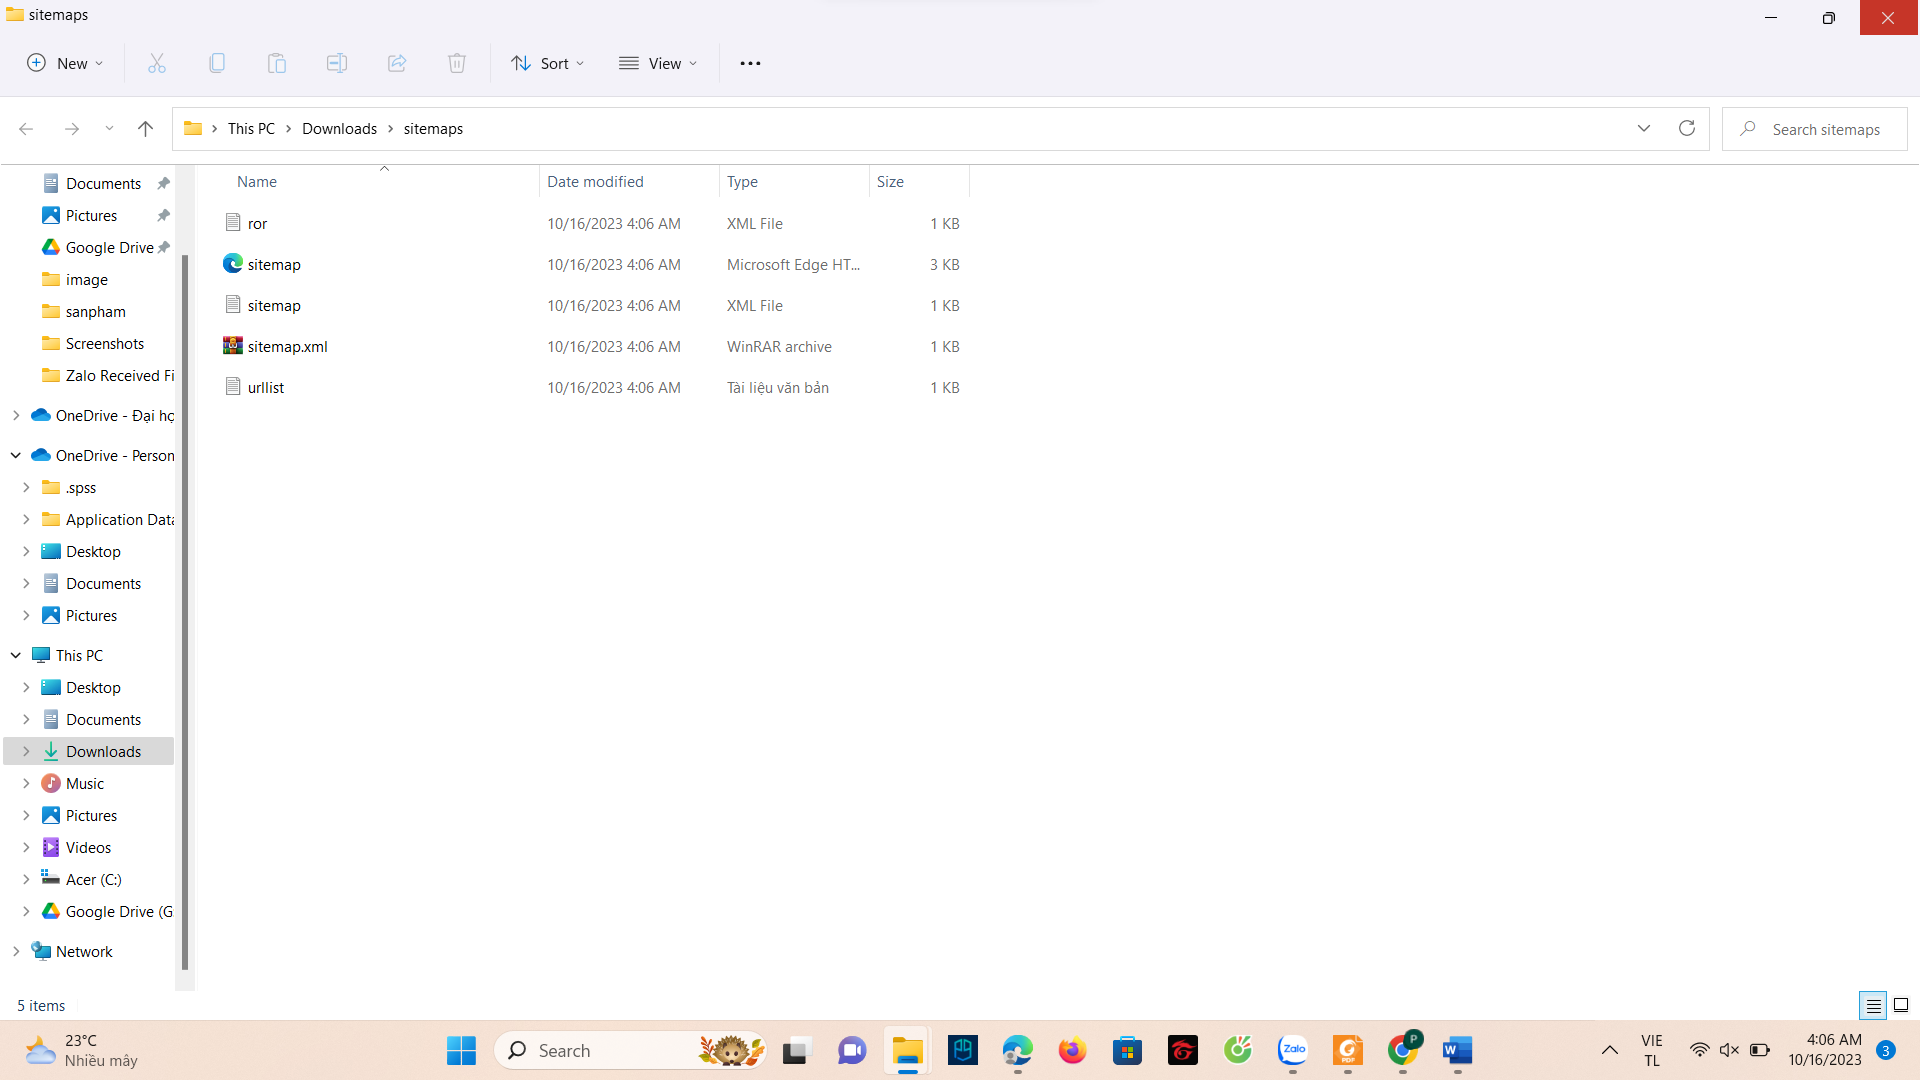 sitemaps
New
Sort
View
This PC
Downloads
sitemaps
Search sitemaps
Name
Date modified
Type
Size
ror
10/16/2023 4:06 AM
XML File
1 KB
sitemap
10/16/2023 4:06 AM
Microsoft Edge HT...
3 KB
sitemap
10/16/2023 4:06 AM
XML File
1 KB
sitemap.xml
10/16/2023 4:06 AM
WinRAR archive
1 KB
urllist
10/16/2023 4:06 AM
Tài liệu văn bản
1 KB
Documents
Pictures
Google Drive
image
sanpham
Screenshots
Zalo Received Fi
OneDrive - Đại họ
OneDrive - Person
.spss
Application Data
Desktop
Documents
Pictures
This PC
Desktop
Documents
Downloads
Music
Pictures
Videos
Acer (C:)
Google Drive (G
Network
5 items
23°C
Nhiều mây
Search
Zalo
PDF
P
W
VIE
TL
4:06 AM
10/16/2023
3